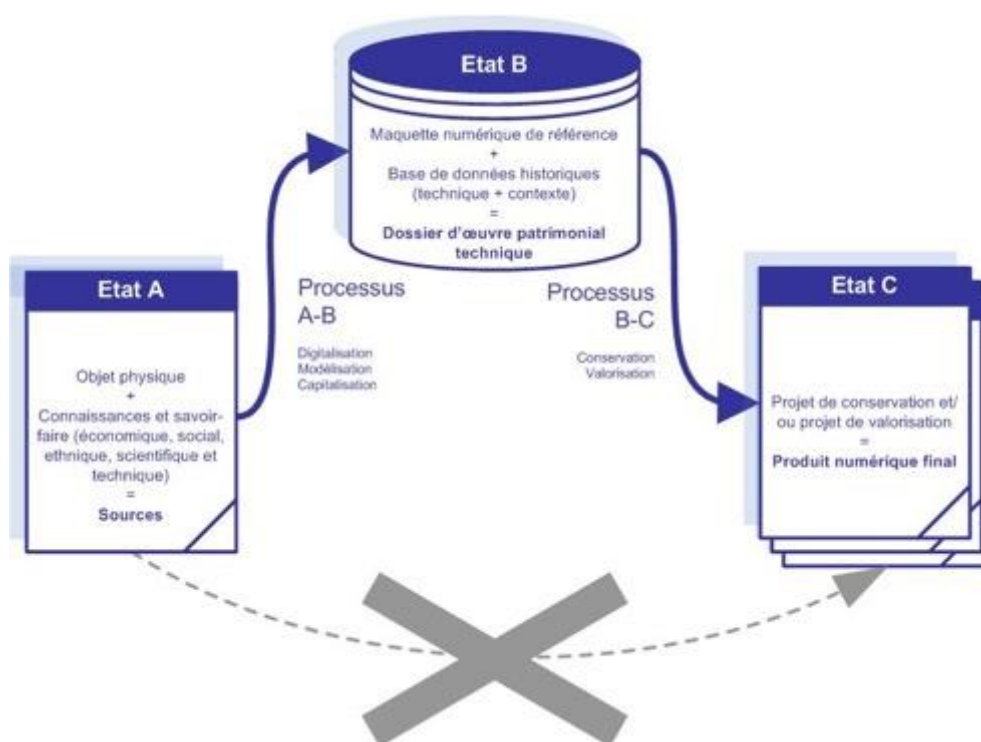 Etat B
Maquette numérique de référence
+
Base de données historiques
(technique + contexte)
=
Dossier d'œuvre patrimonial
technique
Etat A
Objet physique
+
Connaissances et savoir-
faire (économique, social,
ethnique, scientifique et
technique)
=
Sources
Processus
A-B
Digitalisation
Modélisation
Capitalisation
Processus
B-C
Conservation
Valorisation
Etat C
Projet de conservation et/
ou projet de valorisation
=
Produit numérique final